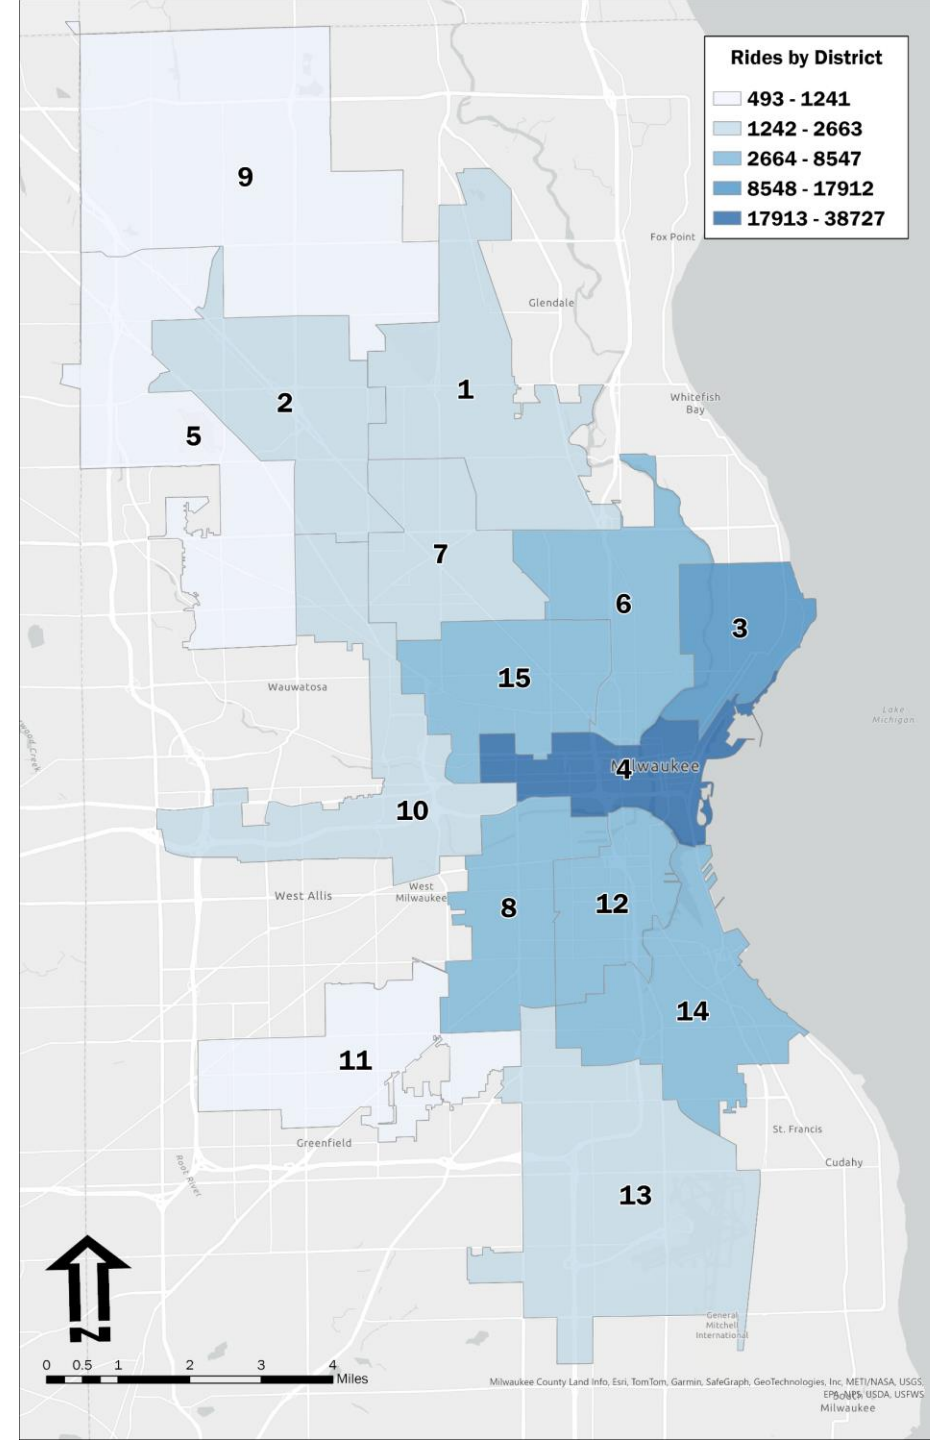 Rides by District
493 - 1241
1242 - 2663
2664 - 8547
8548 - 17912
17913 - 38727
9
Fox Point
Glendale
1
2
Whitefish
Bay
5
7
6
3
15
Wauwatosa
Lake
Michigan
4
Milwaukee
10
West Allis
West
Milwaukee
8
12
14
11
Greenfield
St. Francis
Root River
Cudahy
13
General
Mitchell
International
N
0 0.5 1 2 3 4
Miles
Milwaukee County Land Info, Esri, TomTom, Garmin, SafeGraph, GeoTechnologies, Inc, METI/NASA, USGS,
EPA, NPS, USDA, USFWS
South
Milwaukee